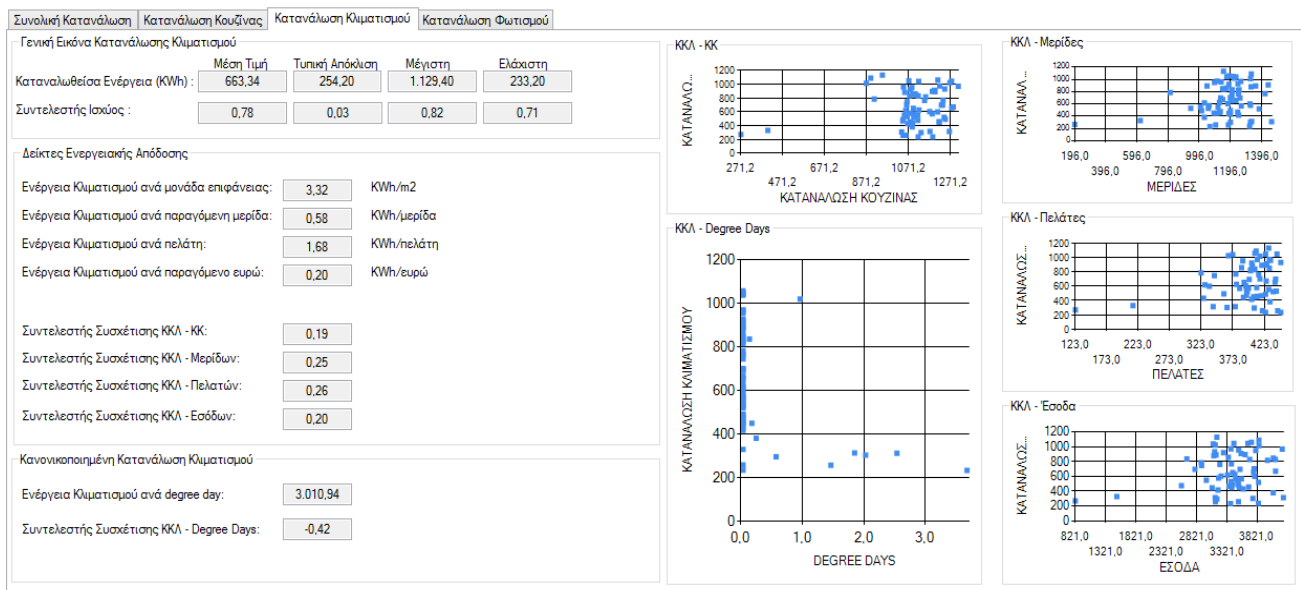 Συνολική Κατανάλωση Κατανάλωση Κουζίνας Κατανάλωση Κλιματισμού Κατανάλωση Φωτισμού
Γενική Εικόνα Κατανάλωσης Κλιματισμού
Μέση Τιμή Τυπική Απόκλιση Μέγιστη Ελάχιστη
Καταναλωθείσα Ενέργεια (KWh) : 663,34 254,20 1.129,40 233,20
Συντελεστής Ισχύος : 0,78 0,03 0,82 0,71
Δείκτες Ενεργειακής Απόδοσης
Ενέργεια Κλιματισμού ανά μονάδα επιφάνειας: 3,32 KWh/m2
Ενέργεια Κλιματισμού ανά παραγόμενη μερίδα: 0,58 KWh/μερίδα
Ενέργεια Κλιματισμού ανά πελάτη: 1,68 KWh/πελάτη
Ενέργεια Κλιματισμού ανά παραγόμενο ευρώ: 0,20 KWh/ευρώ
Συντελεστής Συσχέτισης ΚΚΛ - ΚΚ: 0,19
Συντελεστής Συσχέτισης ΚΚΛ - Μερίδων: 0,25
Συντελεστής Συσχέτισης ΚΚΛ - Πελατών: 0,26
Συντελεστής Συσχέτισης ΚΚΛ - Εσόδων: 0,20
Κανονικοποιημένη Κατανάλωση Κλιματισμού
Ενέργεια Κλιματισμού ανά degree day: 3.010,94
Συντελεστής Συσχέτισης ΚΚΛ - Degree Days: -0,42
ΚΚΛ - ΚΚ
ΚΑΤΑΝΑΛΩ...
1200
1000
800
600
400
200
0
271,2 671,2 1071,2
471,2 871,2 1271,2
ΚΑΤΑΝΑΛΩΣΗ ΚΟΥΖΙΝΑΣ
ΚΚΛ - Degree Days
ΚΑΤΑΝΑΛΩΣΗ ΚΛΙΜΑΤΙΣΜΟΥ
1200
1000
800
600
400
200
0
0,0 1,0 2,0 3,0
DEGREE DAYS
ΚΚΛ - Μερίδες
ΚΑΤΑΝΑΛ...
1200
1000
800
600
400
200
0
196,0 596,0 996,0 1396,0
396,0 796,0 1196,0
ΜΕΡΙΔΕΣ
ΚΚΛ - Πελάτες
ΚΑΤΑΝΑΛΩΣ...
1200
1000
800
600
400
200
0
123,0 223,0 323,0 423,0
173,0 273,0 373,0
ΠΕΛΑΤΕΣ
ΚΚΛ - Έσοδα
ΚΑΤΑΝΑΛΩΣ...
1200
1000
800
600
400
200
0
821,0 1821,0 2821,0 3821,0
1321,0 2321,0 3321,0
ΕΣΟΔΑ